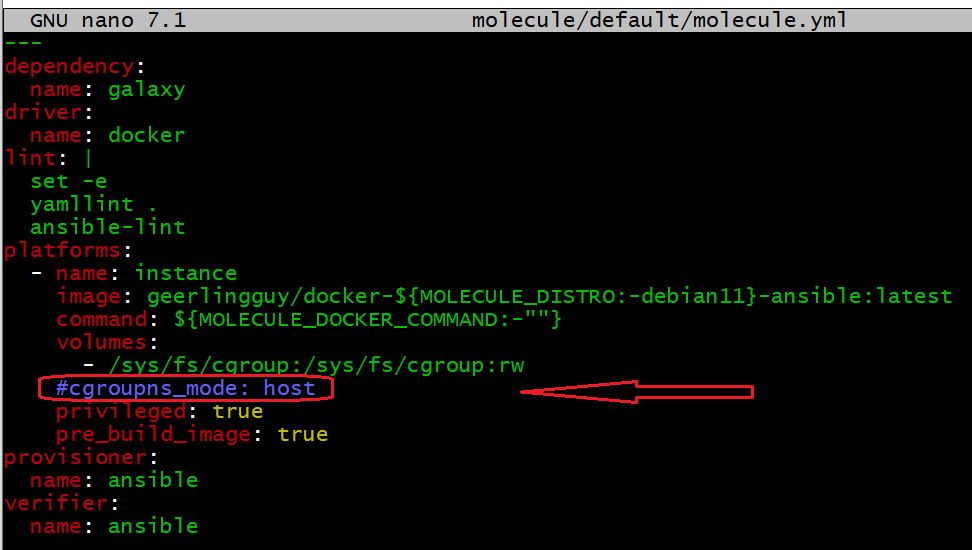 GNU nano 7.1 molecule/default/molecule.yml
---
dependency:
  name: galaxy
driver:
  name: docker
lint: |
  set -e
  yamllint .
  ansible-lint
platforms:
  - name: instance
    image: geerlingguy/docker-${MOLECULE_DISTRO:-debian11}-ansible:latest
    command: ${MOLECULE_DOCKER_COMMAND:-""}
    volumes:
      - /sys/fs/cgroup:/sys/fs/cgroup:rw
    #cgroupns_mode: host
    privileged: true
    pre_build_image: true
provisioner:
  name: ansible
verifier:
  name: ansible